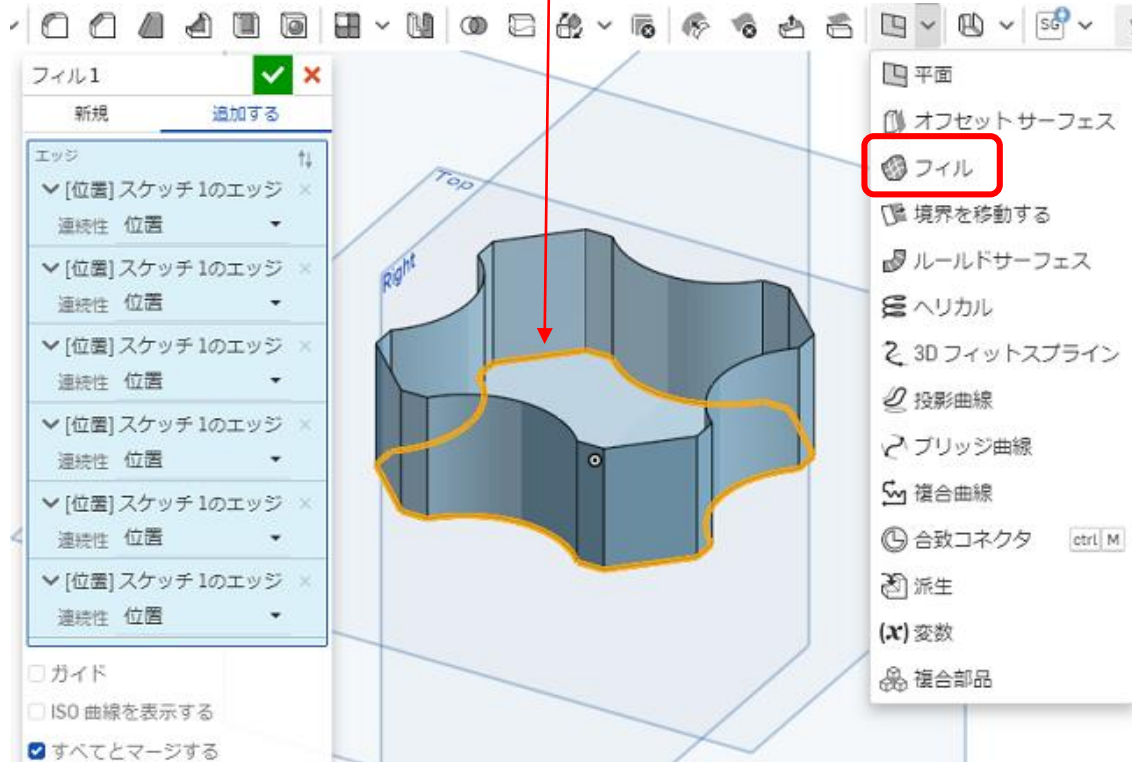 SG
フィル 1
新規
追加する
エッジ
[位置] スケッチ 1のエッジ
連続性 位置
[位置] スケッチ 1のエッジ
連続性 位置
[位置] スケッチ 1のエッジ
連続性 位置
[位置] スケッチ 1のエッジ
連続性 位置
[位置] スケッチ 1のエッジ
連続性 位置
[位置] スケッチ 1のエッジ
連続性 位置
ガイド
ISO 曲線を表示する
すべてとマージする
Top
Right
平面
オフセット サーフェス
フィル
境界を移動する
ルールドサーフェス
ヘリカル
3D フィットスプライン
投影曲線
ブリッジ曲線
複合曲線
合致コネクタ ctrl M
派生
(x) 変数
複合部品